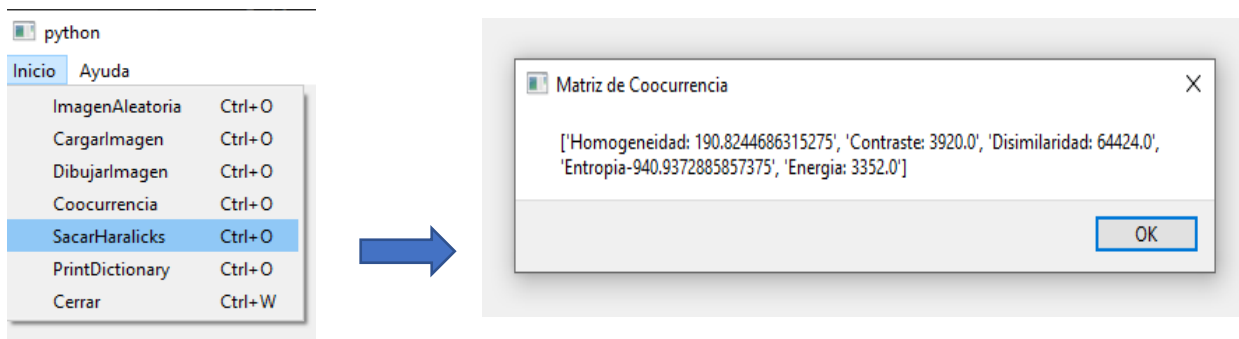 python
Inicio Ayuda
ImagenAleatoria Ctrl+O
CargarImagen Ctrl+O
DibujarImagen Ctrl+O
Coocurrencia Ctrl+O
SacarHaralicks Ctrl+O
PrintDictionary Ctrl+O
Cerrar Ctrl+W
Matriz de Coocurrencia
['Homogeneidad: 190.8244686315275', 'Contraste: 3920.0', 'Disimilaridad: 64424.0',
'Entropia-940.9372885857375', 'Energia: 3352.0']
OK